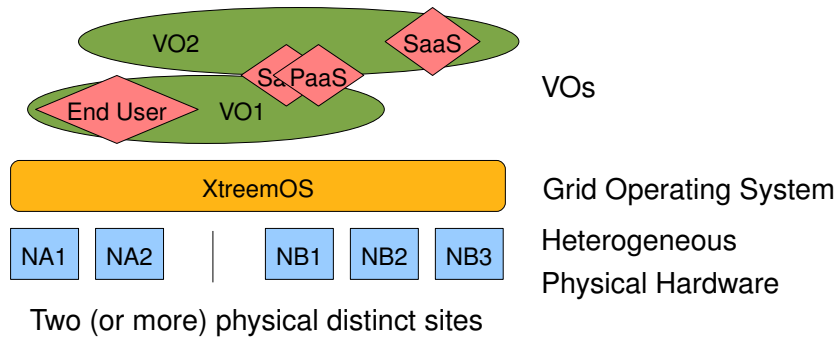 VO2
SaaS
Sa
PaaS
VOs
End User
VO1
XtreemOS
Grid Operating System
NA1
NA2
NB1
NB2
NB3
Heterogeneous
Physical Hardware
Two (or more) physical distinct sites